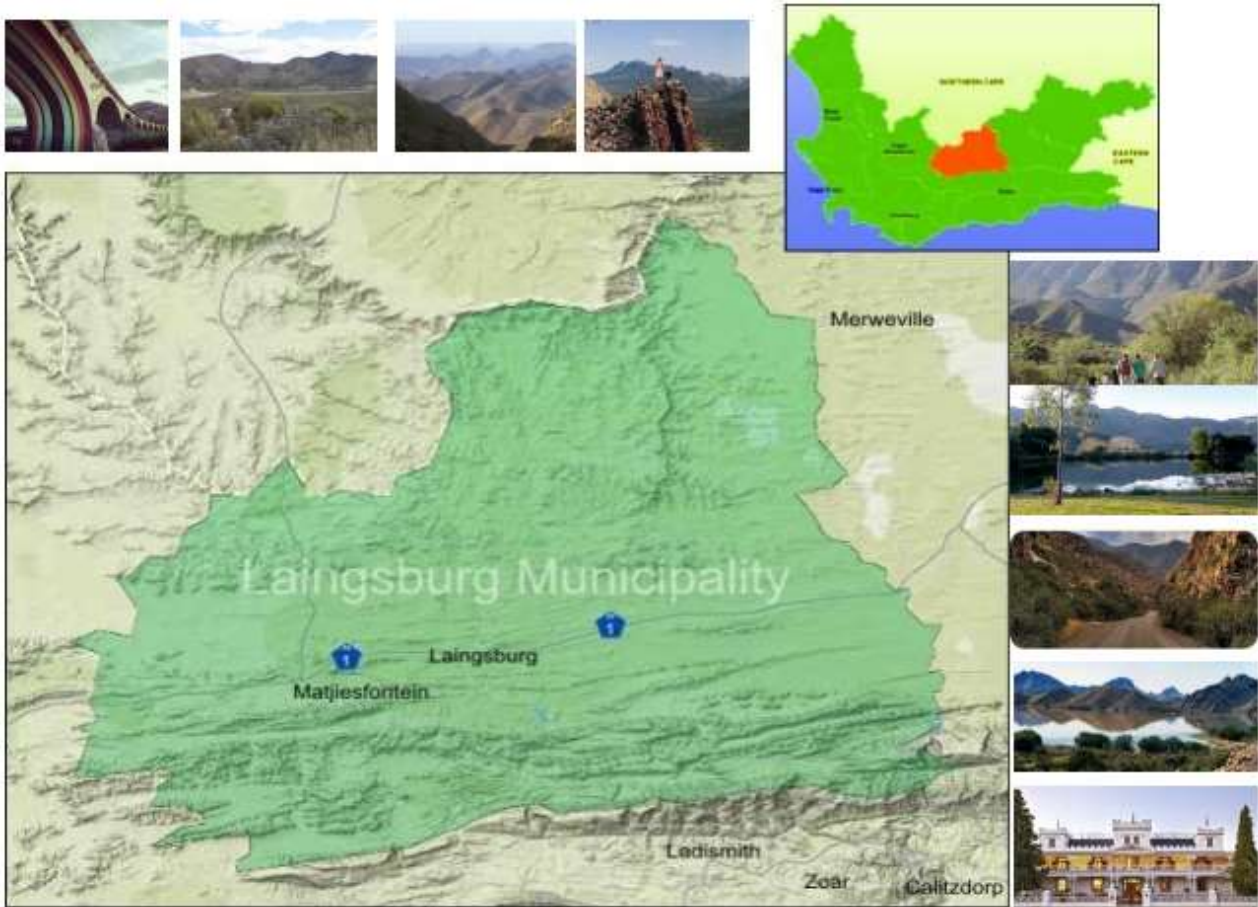 NORTHERN CAPE
EASTERN
CAPE
Merweville
Laingsburg Municipality
1
Laingsburg
1
Matjiesfontein
Ladismith
Zoar
Calitzdorp